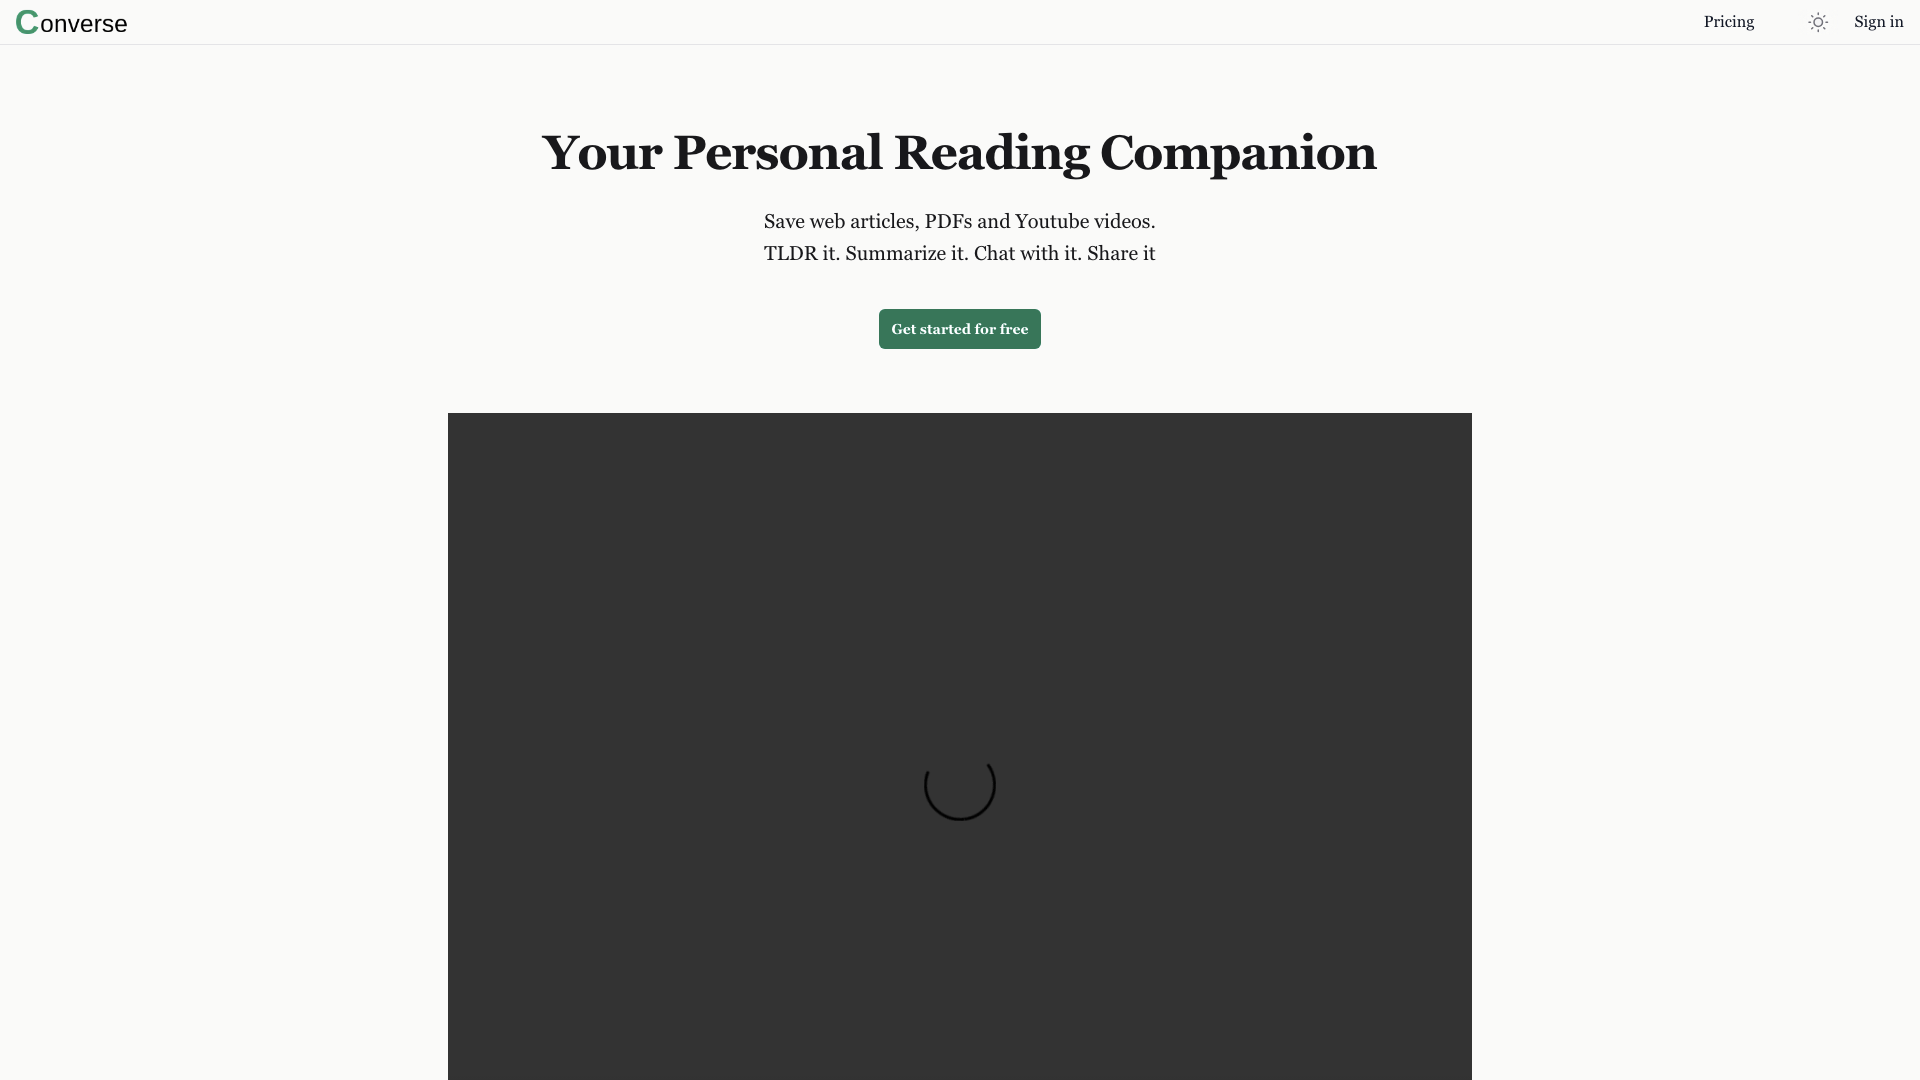 Converse
Pricing
Sign in
Your Personal Reading Companion
Save web articles, PDFs and Youtube videos.
TLDR it. Summarize it. Chat with it. Share it
Get started for free